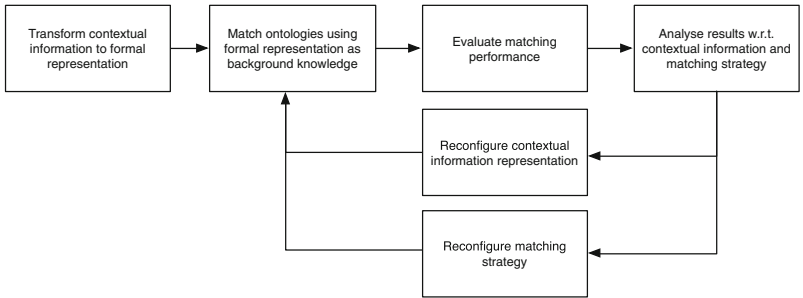 Transform contextual
information to formal
representation
Match ontologies using
formal representation as
background knowledge
Evaluate matching
performance
Analyse results w.r.t.
contextual information and
matching strategy
Reconfigure contextual
information representation
Reconfigure matching
strategy